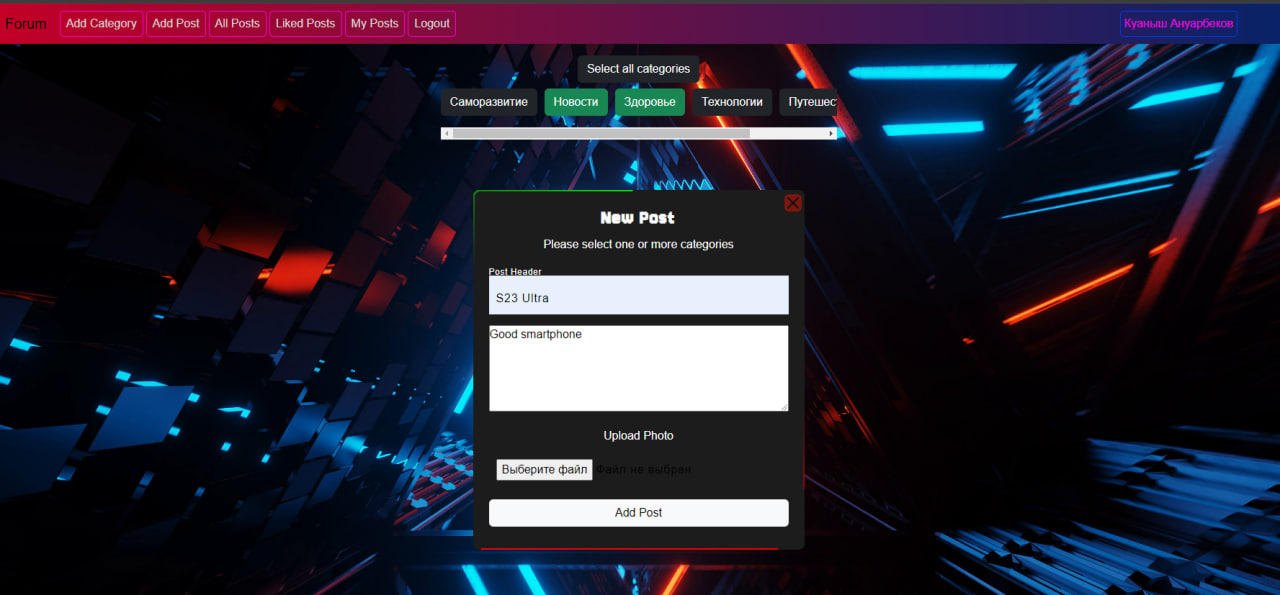 Forum Add Category Add Post All Posts Liked Posts My Posts Logout Куаныш Ануарбеков
Select all categories
Саморазвитие Новости Здоровье Технологии Путешес
New Post
Please select one or more categories
Post Header
S23 Ultra
Good smartphone
Upload Photo
Выберите файл Файл не выбран
Add Post